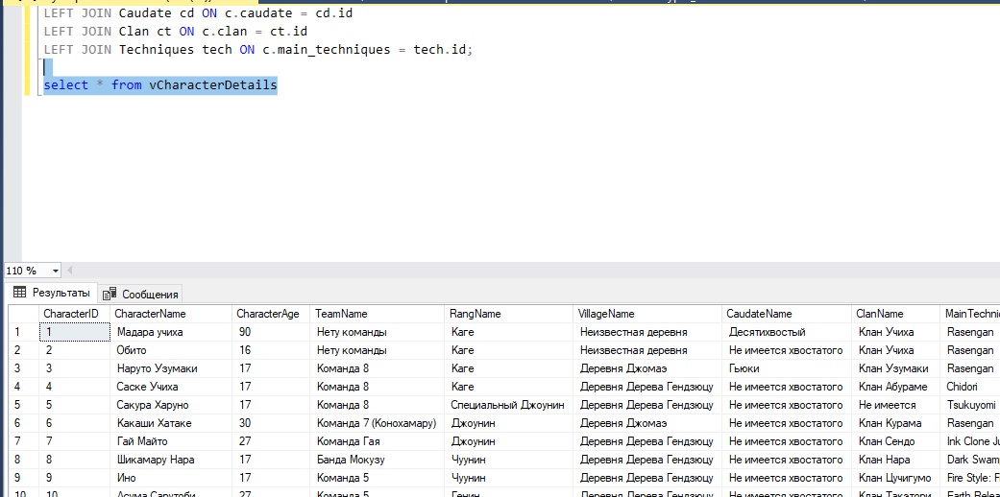 LEFT JOIN Caudate cd ON c.caudate = cd.id
LEFT JOIN Clan ct ON c.clan = ct.id
LEFT JOIN Techniques tech ON c.main_techniques = tech.id;
select * from vCharacterDetails
110 %
Результаты Сообщения
CharacterID CharacterName CharacterAge TeamName RangName VillageName CaudateName ClanName MainTechni
1 1 Мадара учиха 90 Нету команды Каге Неизвестная деревня Десятихвостый Клан Учиха Rasengan
2 2 Обито 16 Нету команды Каге Неизвестная деревня Не имеется хвостатого Клан Учиха Rasengan
3 3 Наруто Узумаки 17 Команда 8 Каге Деревня Джомаэ Гьюки Клан Узумаки Rasengan
4 4 Саске Учиха 17 Команда 8 Каге Деревня Дерева Гендзюцу Не имеется хвостатого Клан Абураме Chidori
5 5 Сакура Харуно 17 Команда 8 Специальный Джоунин Деревня Дерева Гендзюцу Не имеется хвостатого Не имеется Tsukuyomi
6 6 Какаши Хатаке 30 Команда 7 (Конохамару) Джоунин Деревня Джомаэ Не имеется хвостатого Клан Курама Rasengan
7 7 Гай Майто 27 Команда Гая Джоунин Деревня Дерева Гендзюцу Не имеется хвостатого Клан Сендо Ink Clone Ju
8 8 Шикамару Нара 17 Банда Мокузу Чуунин Деревня Дерева Гендзюцу Не имеется хвостатого Клан Нара Dark Swamp
9 9 Ино 17 Команда 5 Чуунин Деревня Дерева Гендзюцу Не имеется хвостатого Клан Цучигумо Fire Style: F
10 10 Асума Сарутоби 27 Команда 5 Генин Деревня Дерева Гендзюцу Не имеется хвостатого Клан Такатори Earth Relea